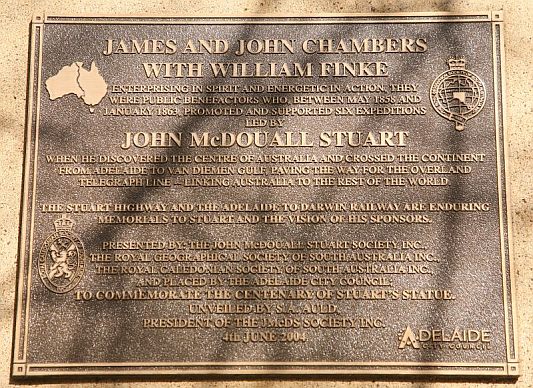 JAMES AND JOHN CHAMBERS
WITH WILLIAM FINKE
ENTERPRISING IN SPIRIT AND ENERGETIC IN ACTION, THEY
WERE PUBLIC BENEFACTORS WHO, BETWEEN MAY 1858 AND
JANUARY 1863, PROMOTED AND SUPPORTED SIX EXPEDITIONS
LED BY
JOHN McDOUALL STUART
WHEN HE DISCOVERED THE CENTRE OF AUSTRALIA AND CROSSED THE CONTINENT
FROM ADELAIDE TO VAN DIEMEN GULF, PAVING THE WAY FOR THE OVERLAND
TELEGRAPH LINE – LINKING AUSTRALIA TO THE REST OF THE WORLD
THE STUART HIGHWAY AND THE ADELAIDE TO DARWIN RAILWAY ARE ENDURING
MEMORIALS TO STUART AND THE VISION OF HIS SPONSORS.
PRESENTED BY: THE JOHN McDOUALL STUART SOCIETY, INC.,
THE ROYAL GEOGRAPHICAL SOCIETY OF SOUTH AUSTRALIA INC.,
THE ROYAL CALEDONIAN SOCIETY OF SOUTH AUSTRALIA INC.,
AND PLACED BY THE ADELAIDE CITY COUNCIL;
TO COMMEMORATE THE CENTENARY OF STUART'S STATUE.
UNVEILED BY S.A. AULD,
PRESIDENT OF THE J.McD.S SOCIETY, INC.
4th JUNE 2004
ADELAIDE
CITY COUNCIL